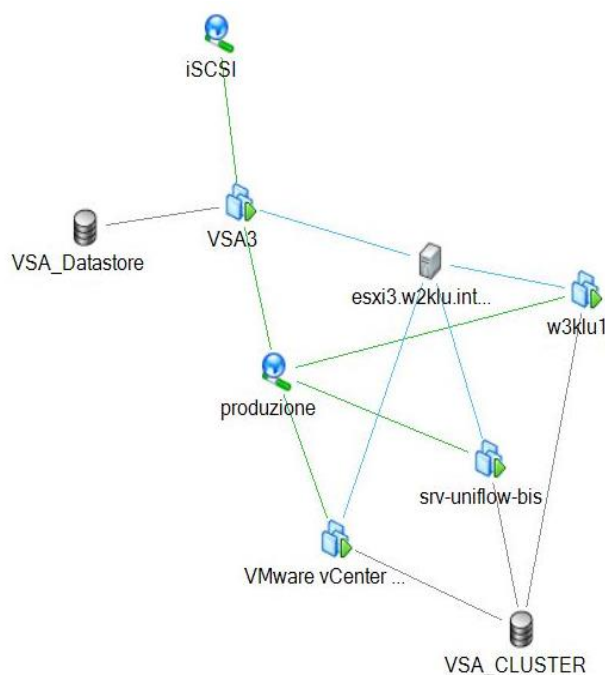 iSCSI
VSA3
VSA_Datastore
esxi3.w2klu.int...
w3klu1
produzione
srv-uniflow-bis
VMware vCenter ...
VSA_CLUSTER